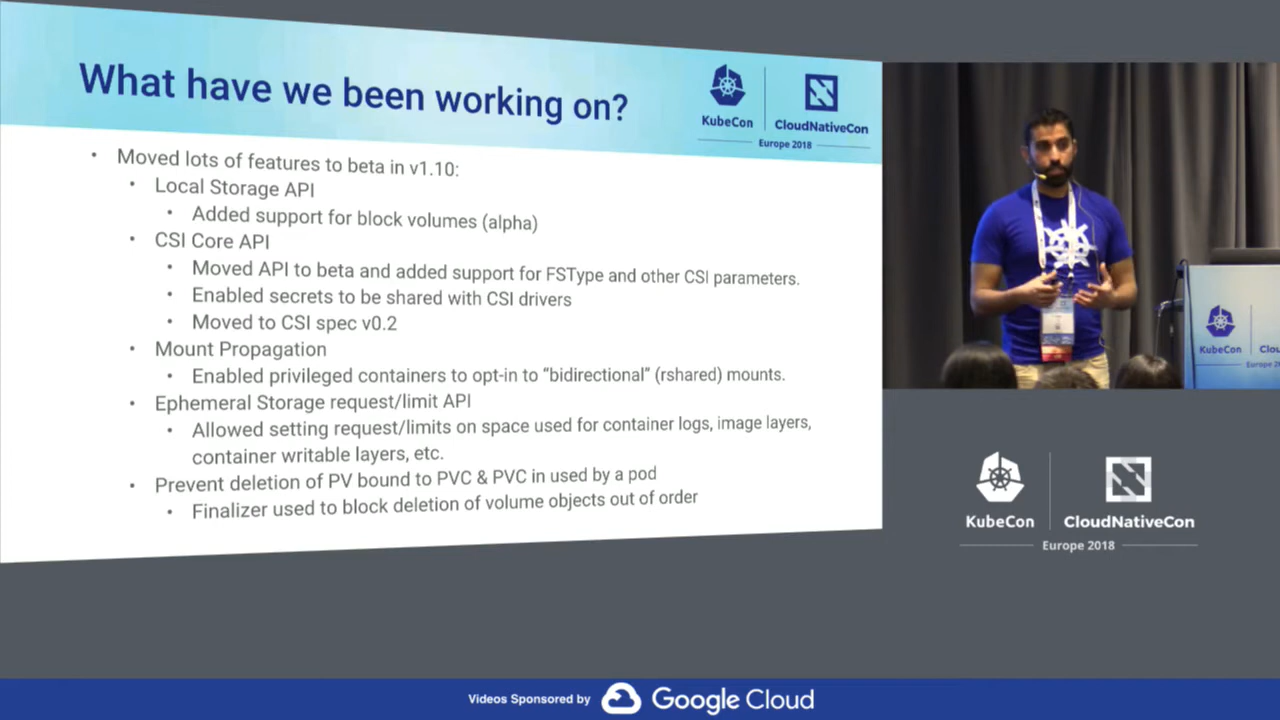 What have we been working on?
KubeCon
CloudNativeCon
Europe 2018
• Moved lots of features to beta in v1.10:
• Local Storage API
• Added support for block volumes (alpha)
• CSI Core API
• Moved API to beta and added support for FSType and other CSI parameters.
• Enabled secrets to be shared with CSI drivers
• Moved to CSI spec v0.2
• Mount Propagation
• Enabled privileged containers to opt-in to “bidirectional” (rshared) mounts.
• Ephemeral Storage request/limit API
• Allowed setting request/limits on space used for container logs, image layers,
container writable layers, etc.
• Prevent deletion of PV bound to PVC & PVC in used by a pod
• Finalizer used to block deletion of volume objects out of order
KubeCon
Clou
Europe 2
KubeCon
CloudNativeCon
Europe 2018
Videos Sponsored by Google Cloud